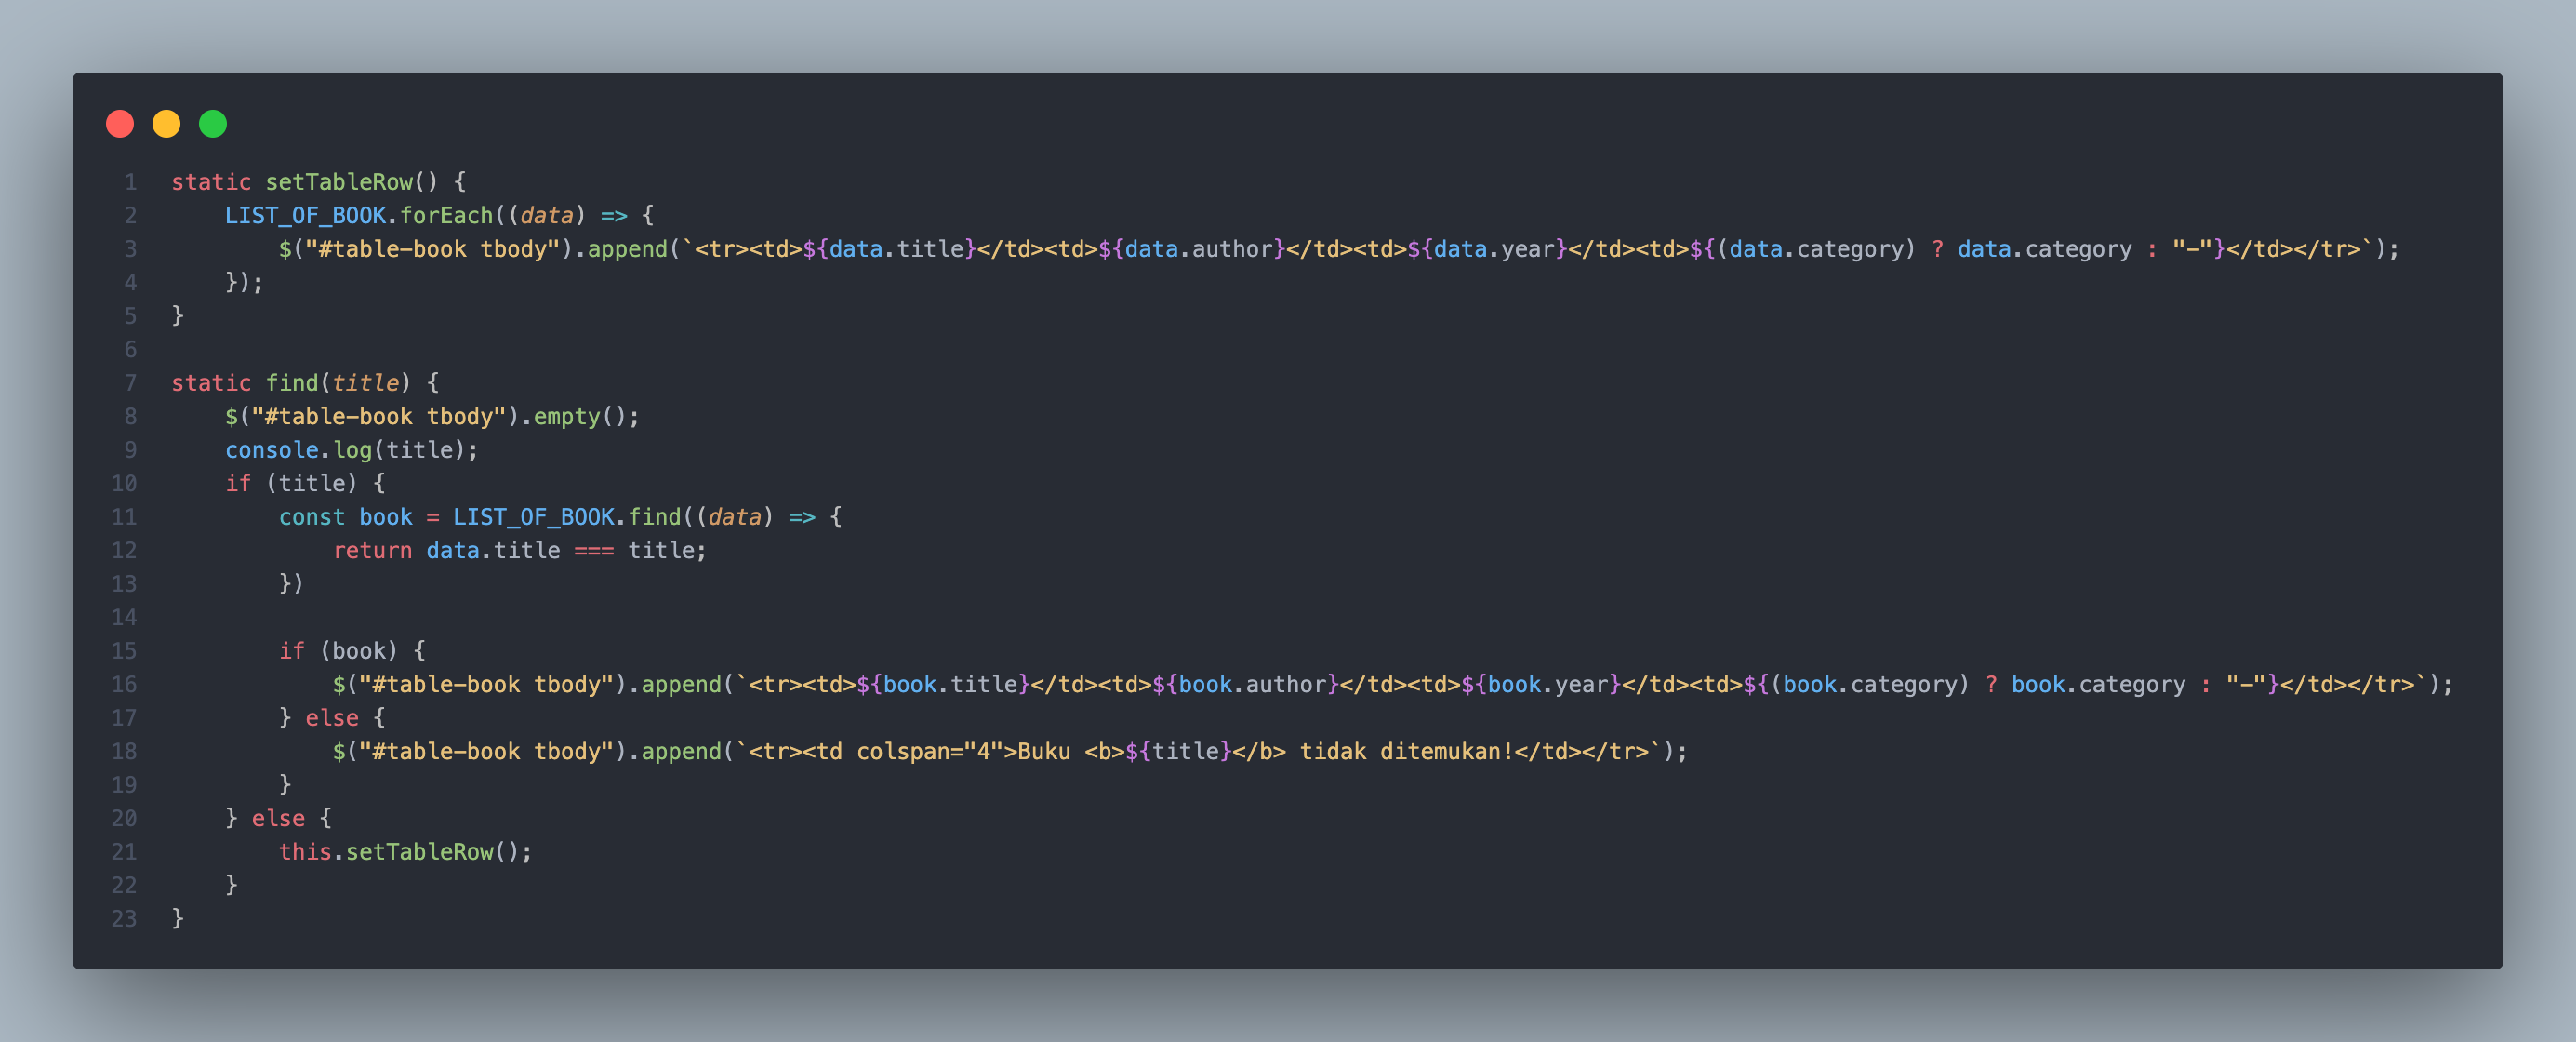 1 static setTableRow() {
2 LIST_OF_BOOK.forEach((data) => {
3 $("#table-book tbody").append(`<tr><td>${data.title}</td><td>${data.author}</td><td>${data.year}</td><td>${(data.category) ? data.category : "-"}</td></tr>`);
4 });
5 }
6
7 static find(title) {
8 $("#table-book tbody").empty();
9 console.log(title);
10 if (title) {
11 const book = LIST_OF_BOOK.find((data) => {
12 return data.title === title;
13 })
14
15 if (book) {
16 $("#table-book tbody").append(`<tr><td>${book.title}</td><td>${book.author}</td><td>${book.year}</td><td>${(book.category) ? book.category : "-"}</td></tr>`);
17 } else {
18 $("#table-book tbody").append(`<tr><td colspan="4">Buku <b>${title}</b> tidak ditemukan!</td></tr>`);
19 }
20 } else {
21 this.setTableRow();
22 }
23 }